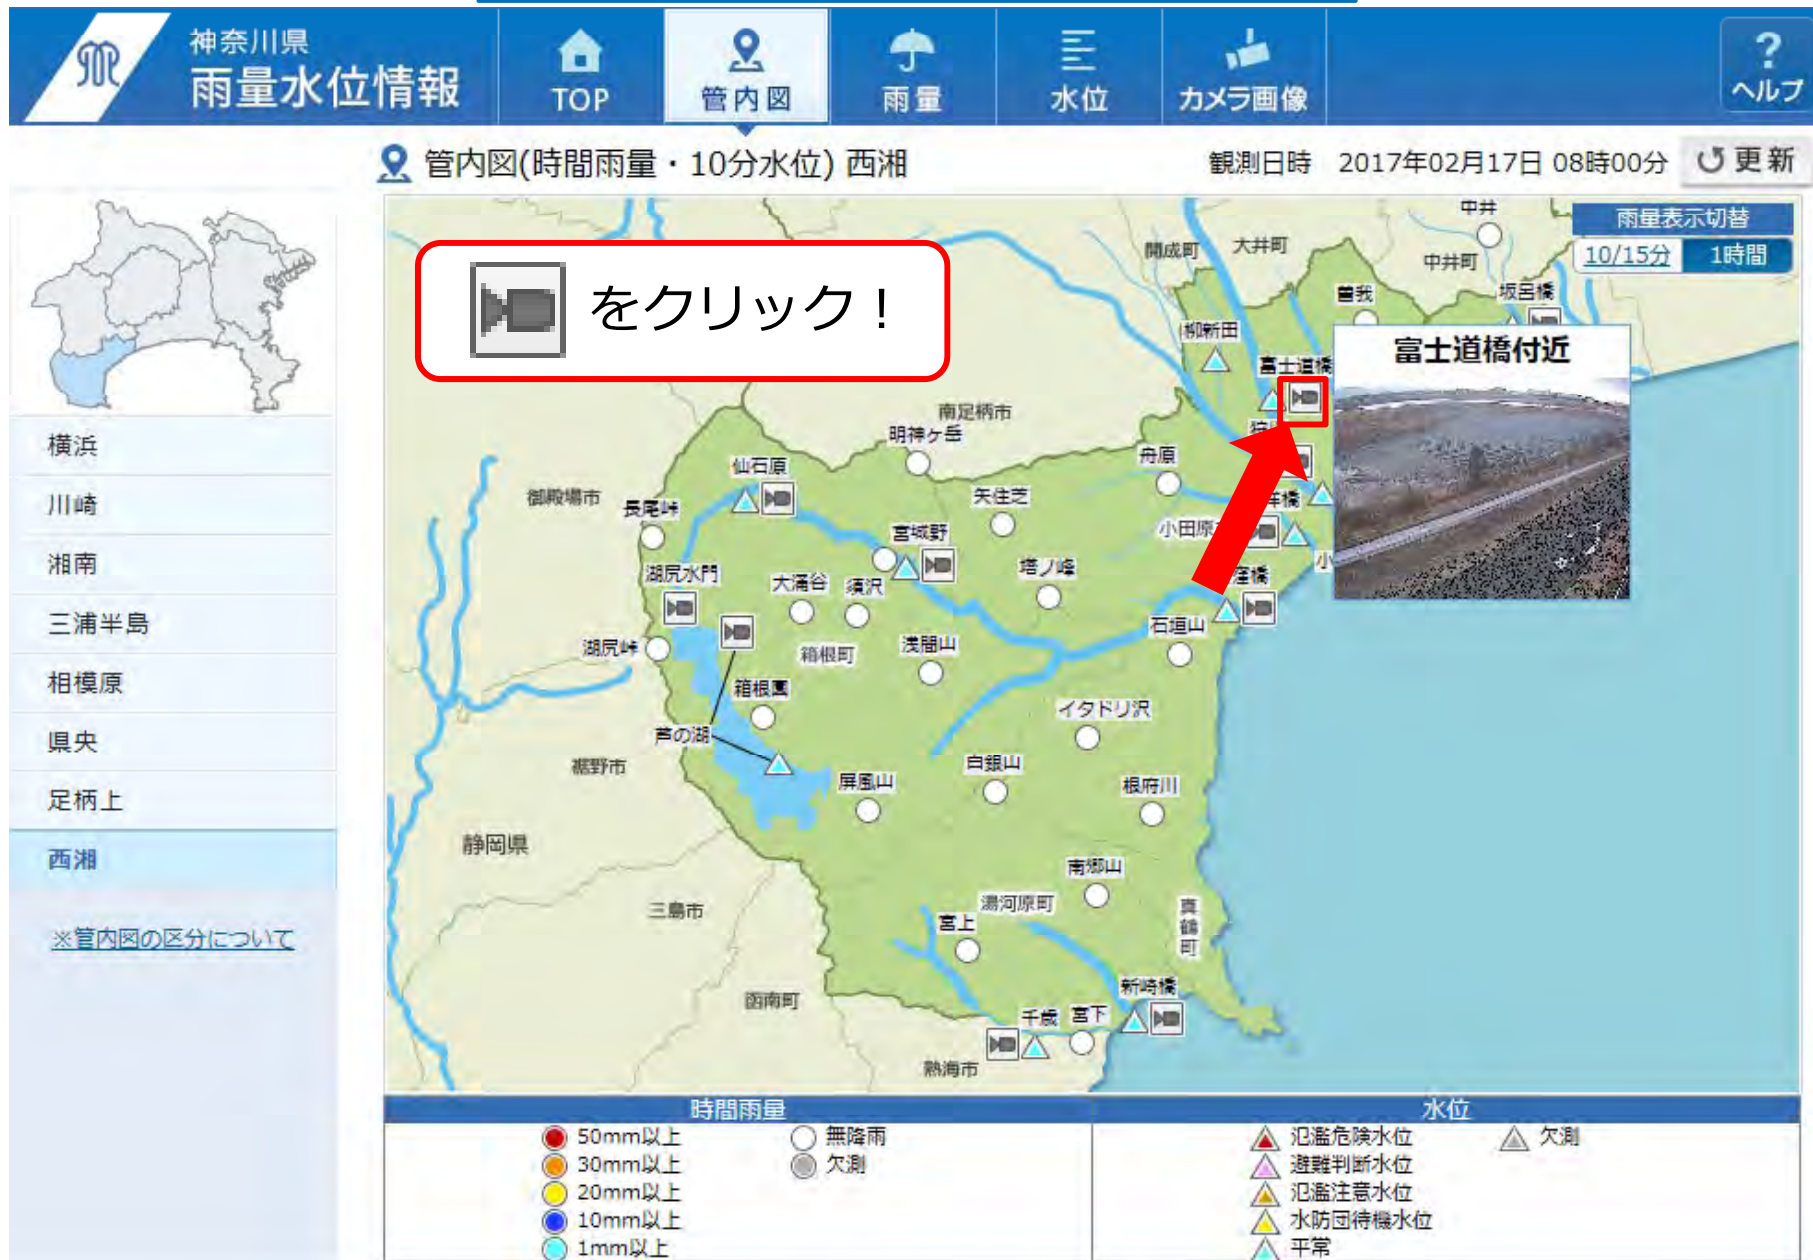 神奈川県
雨量水位情報
TOP
管内図
雨量
水位
カメラ画像
?
ヘルプ
管内図(時間雨量・10分水位) 西湘
観測日時 2017年02月17日 08時00分
更新
雨量表示切替
10/15分 1時間
をクリック！
横浜
川崎
湘南
三浦半島
相模原
県央
足柄上
西湘
※管内図の区分について
中井
開成町
大井町
中井町
曽我
坂呂橋
柳新田
富士道橋
富士道橋付近
南足柄市
明神ヶ岳
仙石原
舟原
御殿場市
長尾峠
矢佐芝
小田原
宮城野
湖尻水門
大涌谷
須沢
塔ノ峰
窪橋
石垣山
湖尻峠
箱根町
浅間山
箱根園
イタドリ沢
芦の湖
裾野市
屏風山
白銀山
根府川
静岡県
南郷山
三島市
湯河原町
真鶴町
宮上
新崎橋
函南町
千歳
宮下
熱海市
時間雨量
50mm以上
無降雨
30mm以上
欠測
20mm以上
10mm以上
1mm以上
水位
氾濫危険水位
欠測
避難判断水位
氾濫注意水位
水防団待機水位
平常